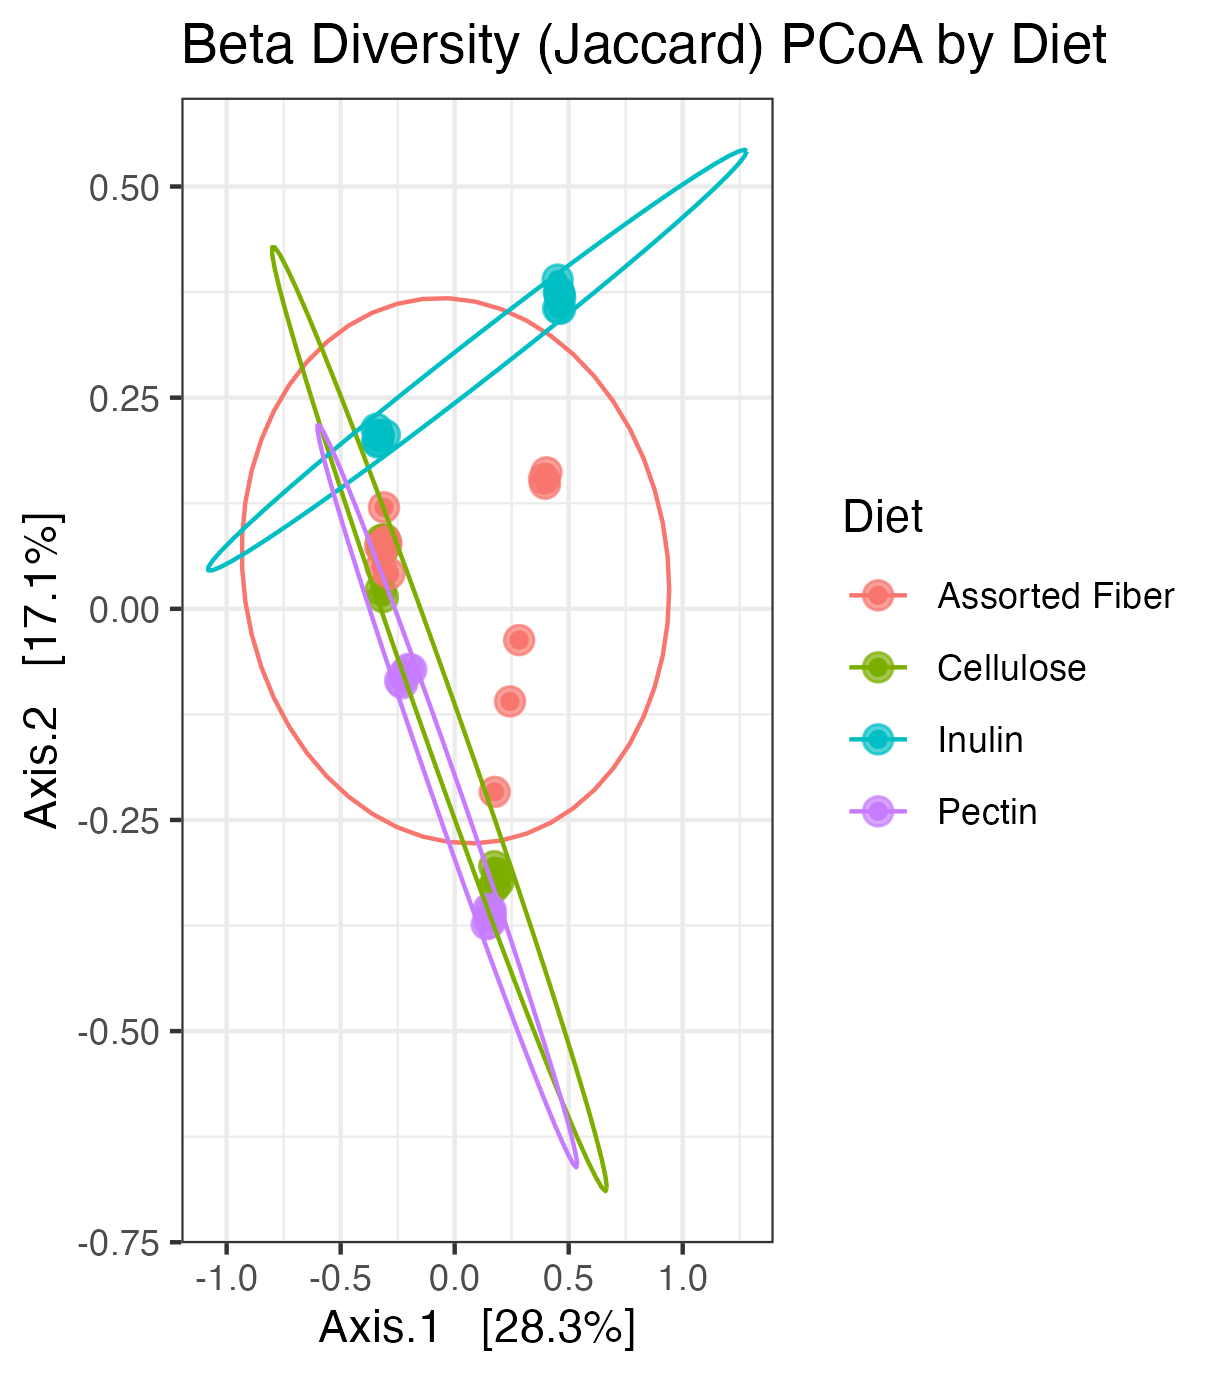 Beta Diversity (Jaccard) PCoA by Diet
0.50
0.25
0.00
-0.25
-0.50
-0.75
-1.0 -0.5 0.0 0.5 1.0
Axis.1 [28.3%]
Axis.2 [17.1%]
Diet
Assorted Fiber
Cellulose
Inulin
Pectin